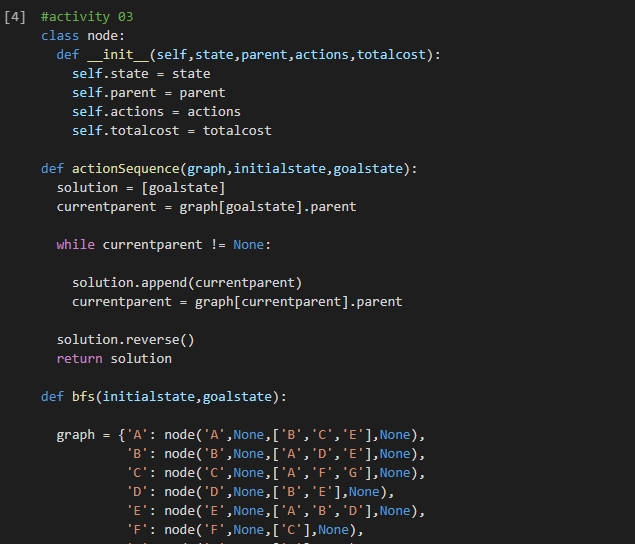 [4] #activity 03
class node:
  def __init__(self,state,parent,actions,totalcost):
    self.state = state
    self.parent = parent
    self.actions = actions
    self.totalcost = totalcost
def actionSequence(graph,initialstate,goalstate):
  solution = [goalstate]
  currentparent = graph[goalstate].parent
  while currentparent != None:
    solution.append(currentparent)
    currentparent = graph[currentparent].parent
  solution.reverse()
  return solution
def bfs(initialstate,goalstate):
  graph = {'A': node('A',None,['B','C','E'],None),
           'B': node('B',None,['A','D','E'],None),
           'C': node('C',None,['A','F','G'],None),
           'D': node('D',None,['B','E'],None),
           'E': node('E',None,['A','B','D'],None),
           'F': node('F',None,['C'],None),